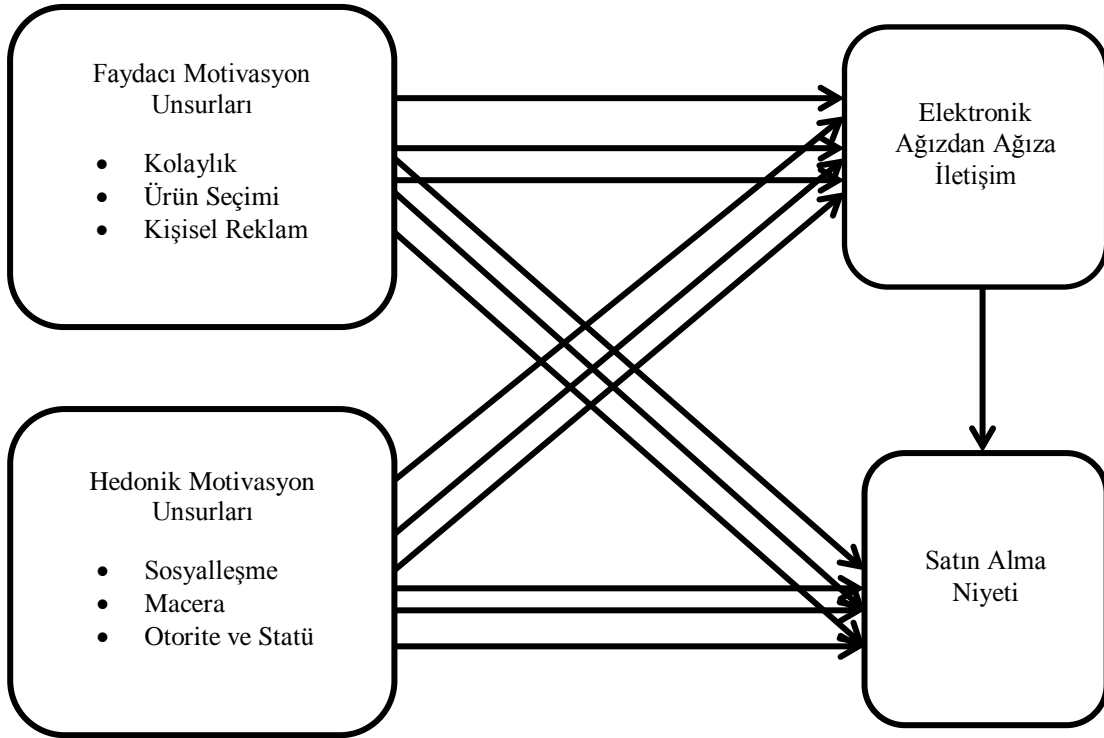 Faydacı Motivasyon
Unsurları
• Kolaylık
• Ürün Seçimi
• Kişisel Reklam
Elektronik
Ağızdan Ağıza
İletişim
Hedonik Motivasyon
Unsurları
• Sosyalleşme
• Macera
• Otorite ve Statü
Satın Alma
Niyeti